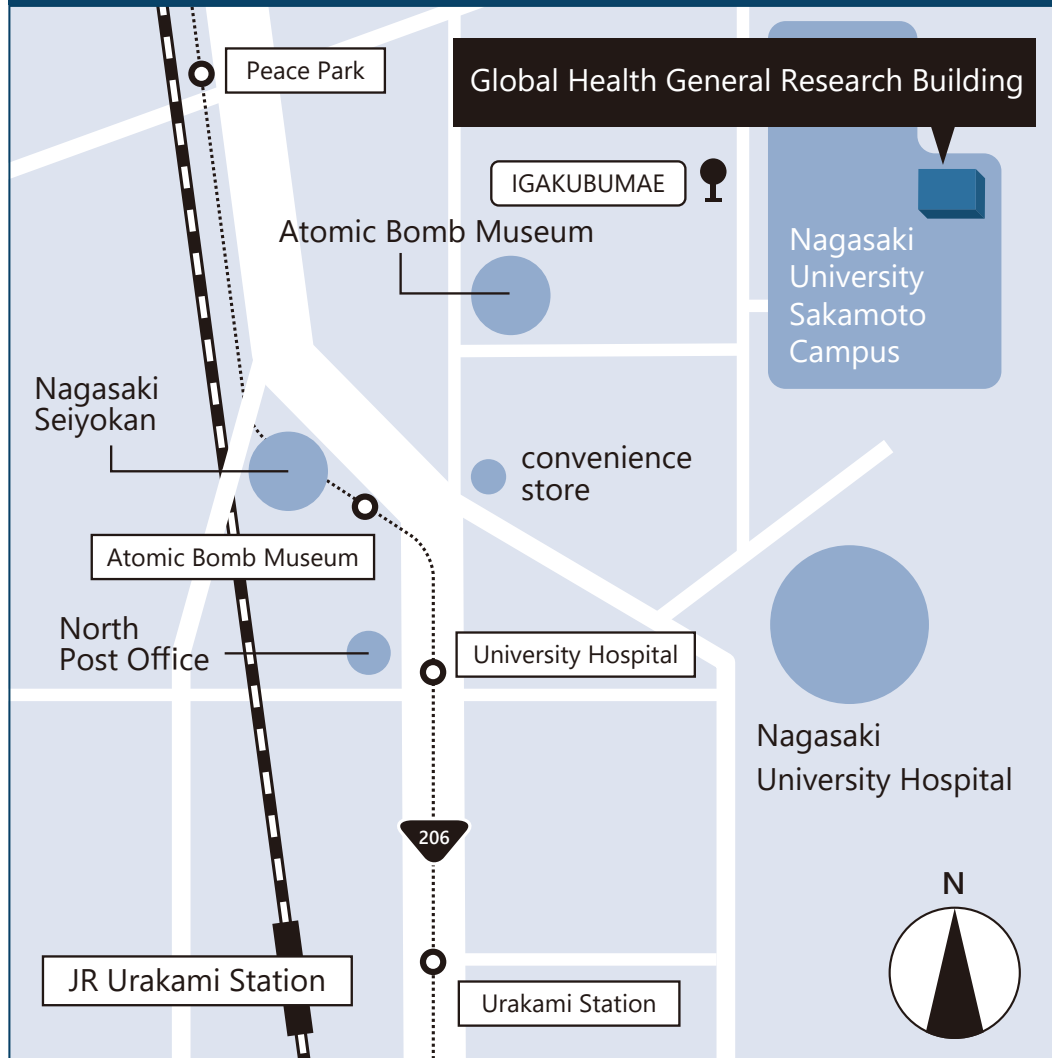 Peace Park
Global Health General Research Building
IGAKUBUMAE
Atomic Bomb Museum
Nagasaki
University
Sakamoto
Campus
Nagasaki
Seiyokan
convenience
store
Atomic Bomb Museum
North
Post Office
University Hospital
Nagasaki
University Hospital
206
N
JR Urakami Station
Urakami Station